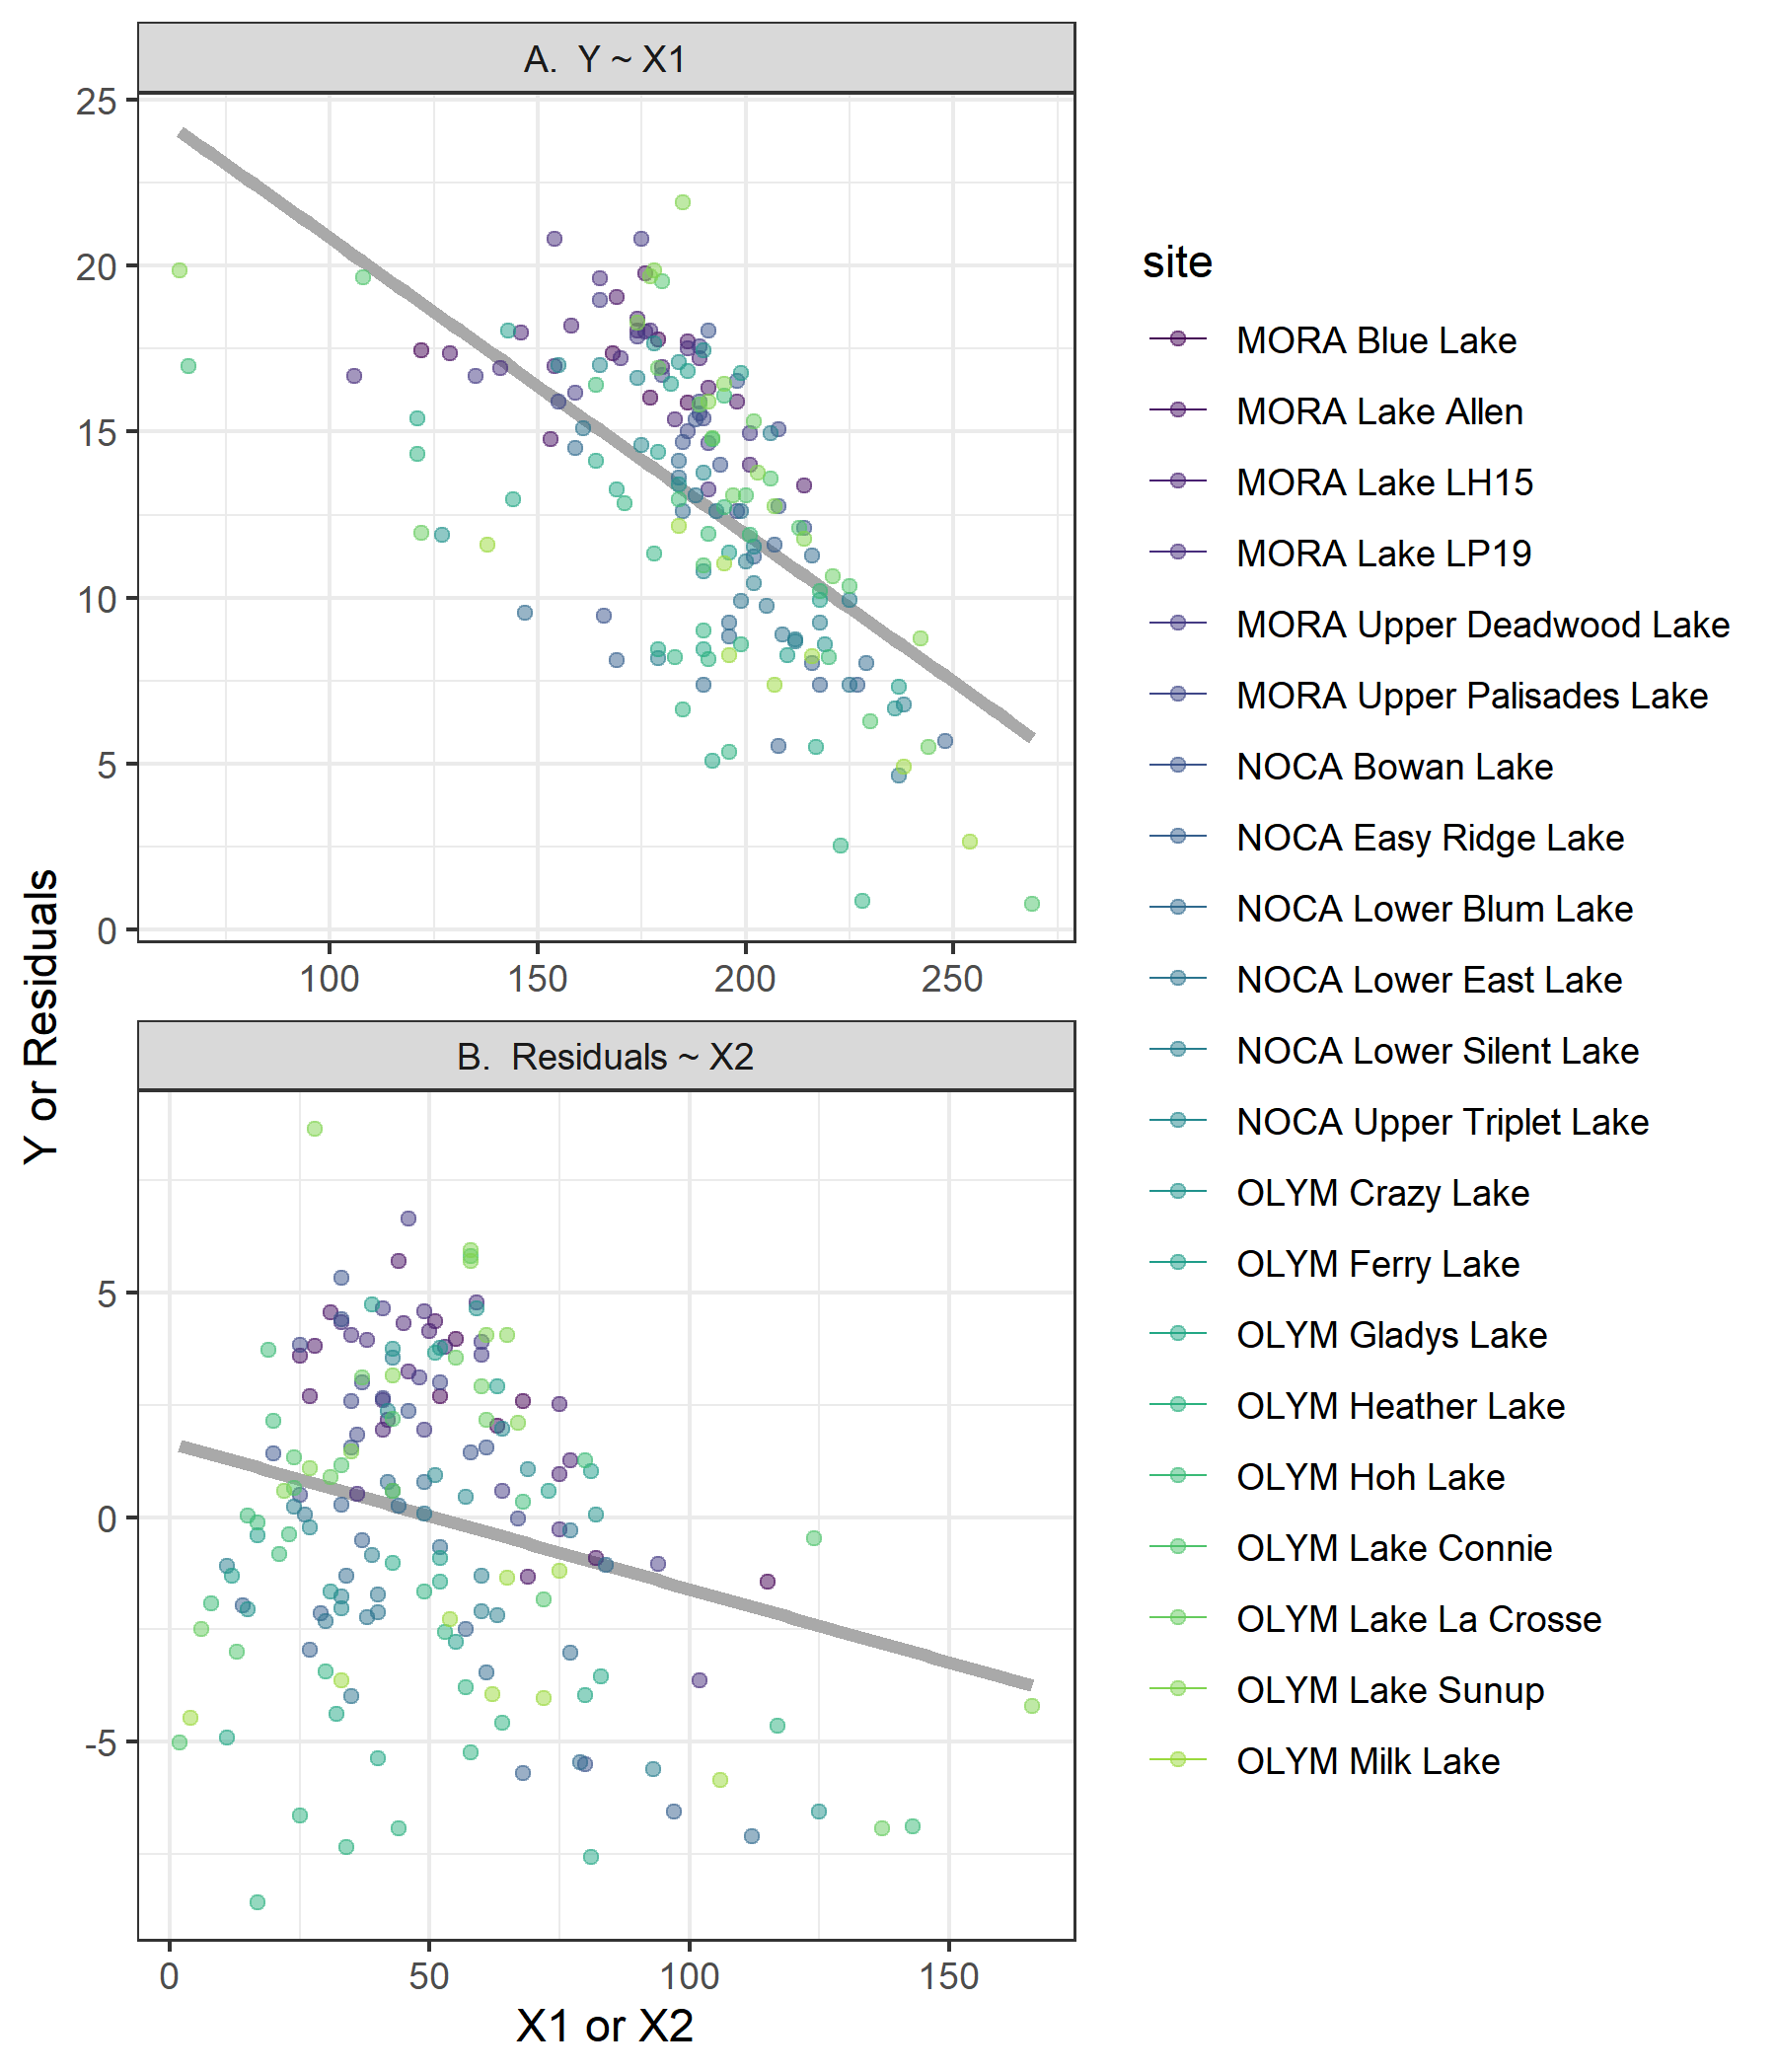 A.  Y ~ X1
25
20
15
10
5
0
100 150 200 250
B.  Residuals ~ X2
5
0
-5
0 50 100 150
X1 or X2
Y or Residuals
site
MORA Blue Lake
MORA Lake Allen
MORA Lake LH15
MORA Lake LP19
MORA Upper Deadwood Lake
MORA Upper Palisades Lake
NOCA Bowan Lake
NOCA Easy Ridge Lake
NOCA Lower Blum Lake
NOCA Lower East Lake
NOCA Lower Silent Lake
NOCA Upper Triplet Lake
OLYM Crazy Lake
OLYM Ferry Lake
OLYM Gladys Lake
OLYM Heather Lake
OLYM Hoh Lake
OLYM Lake Connie
OLYM Lake La Crosse
OLYM Lake Sunup
OLYM Milk Lake